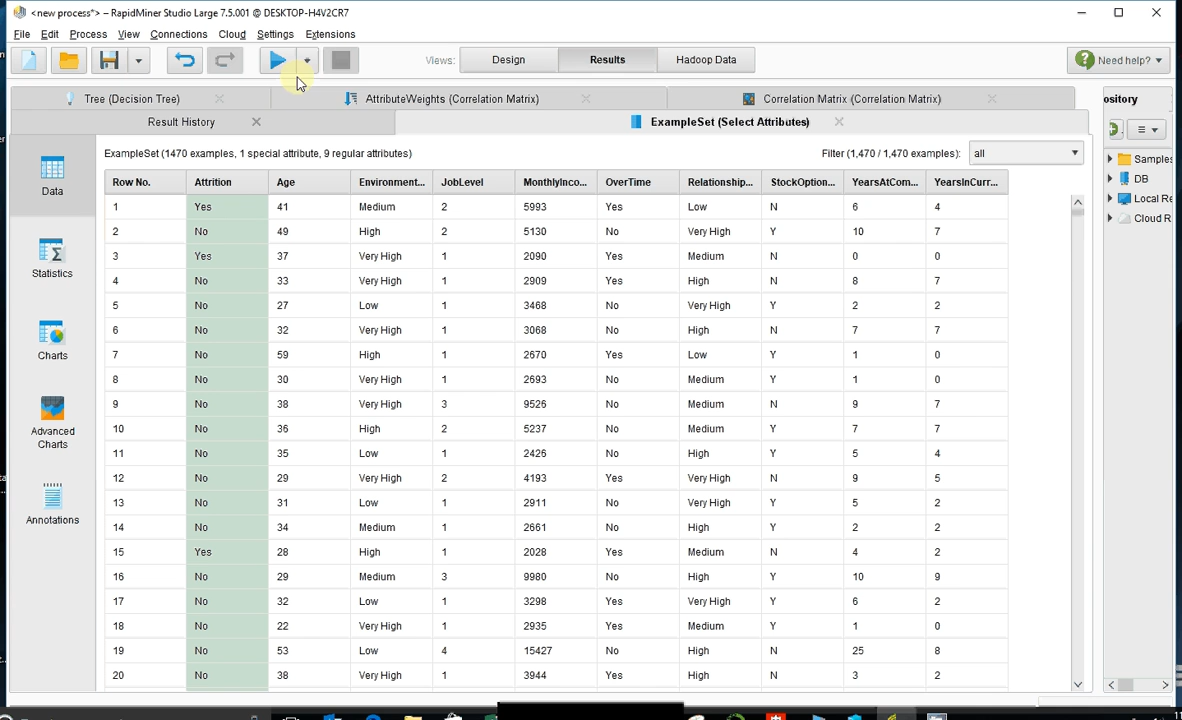 <new process*> – RapidMiner Studio Large 7.5.001 @ DESKTOP-H4V2CR7
File Edit Process View Connections Cloud Settings Extensions
Views: Design Results Hadoop Data Need help?
Tree (Decision Tree) AttributeWeights (Correlation Matrix) Correlation Matrix (Correlation Matrix) ository
Result History ExampleSet (Select Attributes)
ExampleSet (1470 examples, 1 special attribute, 9 regular attributes) Filter (1,470 / 1,470 examples): all
Row No. Attrition Age Environment... JobLevel MonthlyInco... OverTime Relationship... StockOption... YearsAtCom... YearsInCurr...
1 Yes 41 Medium 2 5993 Yes Low N 6 4
2 No 49 High 2 5130 No Very High Y 10 7
3 Yes 37 Very High 1 2090 Yes Medium N 0 0
4 No 33 Very High 1 2909 Yes High N 8 7
5 No 27 Low 1 3468 No Very High Y 2 2
6 No 32 Very High 1 3068 No High N 7 7
7 No 59 High 1 2670 Yes Low Y 1 0
8 No 30 Very High 1 2693 No Medium Y 1 0
9 No 38 Very High 3 9526 No Medium N 9 7
10 No 36 High 2 5237 No Medium Y 7 7
11 No 35 Low 1 2426 No High Y 5 4
12 No 29 Very High 2 4193 Yes Very High N 9 5
13 No 31 Low 1 2911 No Very High Y 5 2
14 No 34 Medium 1 2661 No High Y 2 2
15 Yes 28 High 1 2028 Yes Medium N 4 2
16 No 29 Medium 3 9980 No High Y 10 9
17 No 32 Low 1 3298 Yes Very High Y 6 2
18 No 22 Very High 1 2935 Yes Medium Y 1 0
19 No 53 Low 4 15427 No High N 25 8
20 No 38 Very High 1 3944 Yes High N 3 2
Data
Statistics
Charts
Advanced
Charts
Annotations
Samples
DB
Local Re
Cloud R